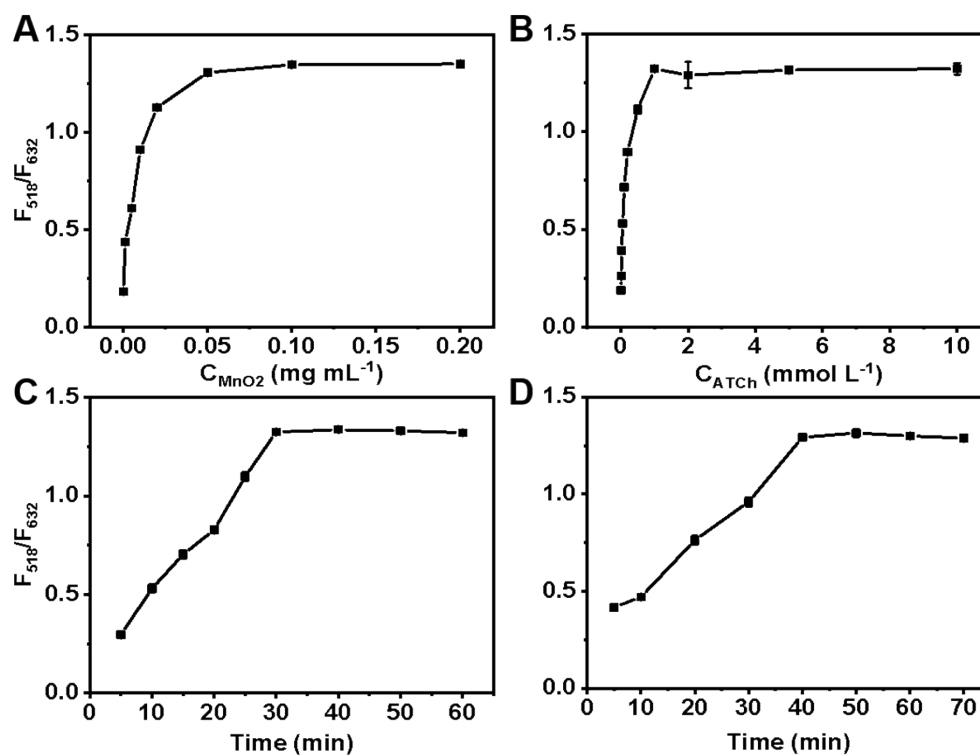 A
1.5
1.0
0.5
0.0
F518/F632
0.00 0.05 0.10 0.15 0.20
CMnO2 (mg mL-1)
B
1.5
1.0
0.5
0.0
0 2 4 6 8 10
CATCh (mmol L-1)
C
1.5
1.0
0.5
0.0
F518/F632
0 10 20 30 40 50 60
Time (min)
D
1.5
1.0
0.5
0.0
0 10 20 30 40 50 60 70
Time (min)